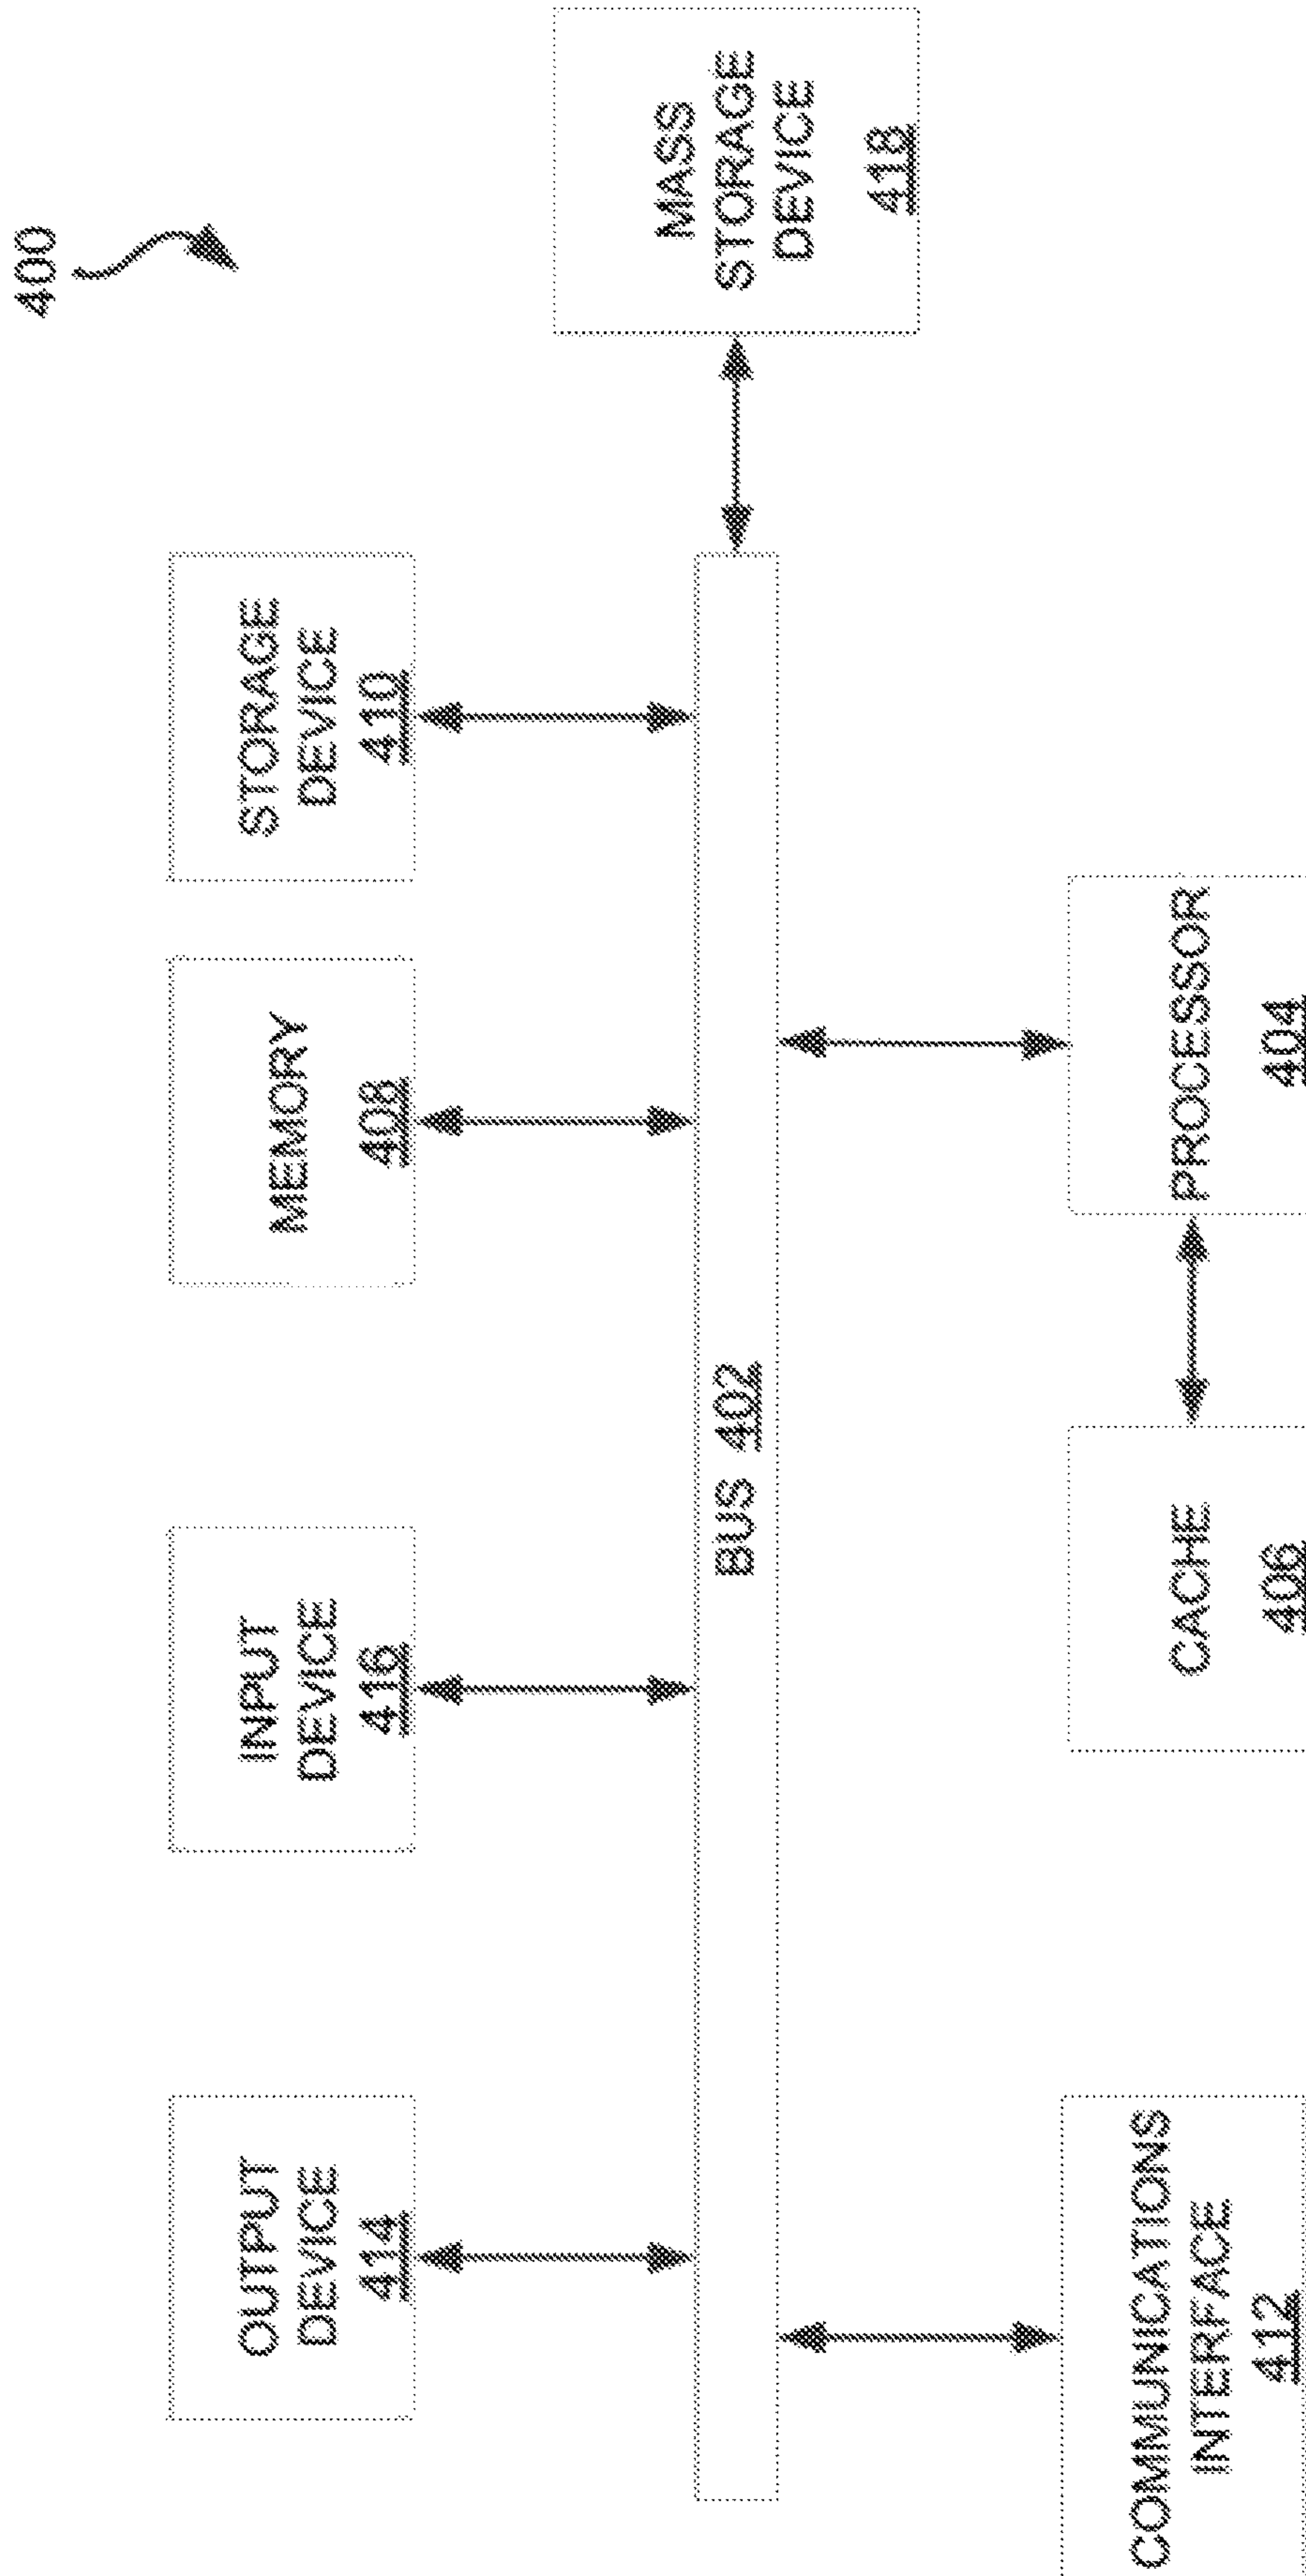 400
OUTPUT
DEVICE
414
INPUT
DEVICE
416
MEMORY
408
STORAGE
DEVICE
410
BUS 402
MASS
STORAGE
DEVICE
418
COMMUNICATIONS
INTERFACE
412
CACHE
406
PROCESSOR
404